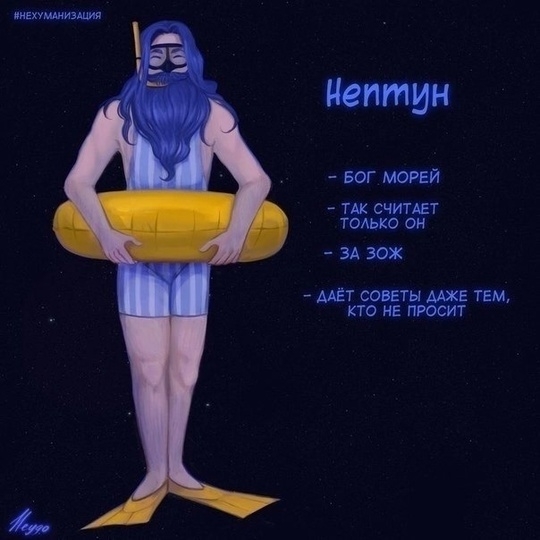 #НЕХУМАНИЗАЦИЯ
Нептун
- БОГ МОРЕЙ
- ТАК СЧИТАЕТ
ТОЛЬКО ОН
- ЗА ЗОЖ
- ДАЁТ СОВЕТЫ ДАЖЕ ТЕМ,
КТО НЕ ПРОСИТ